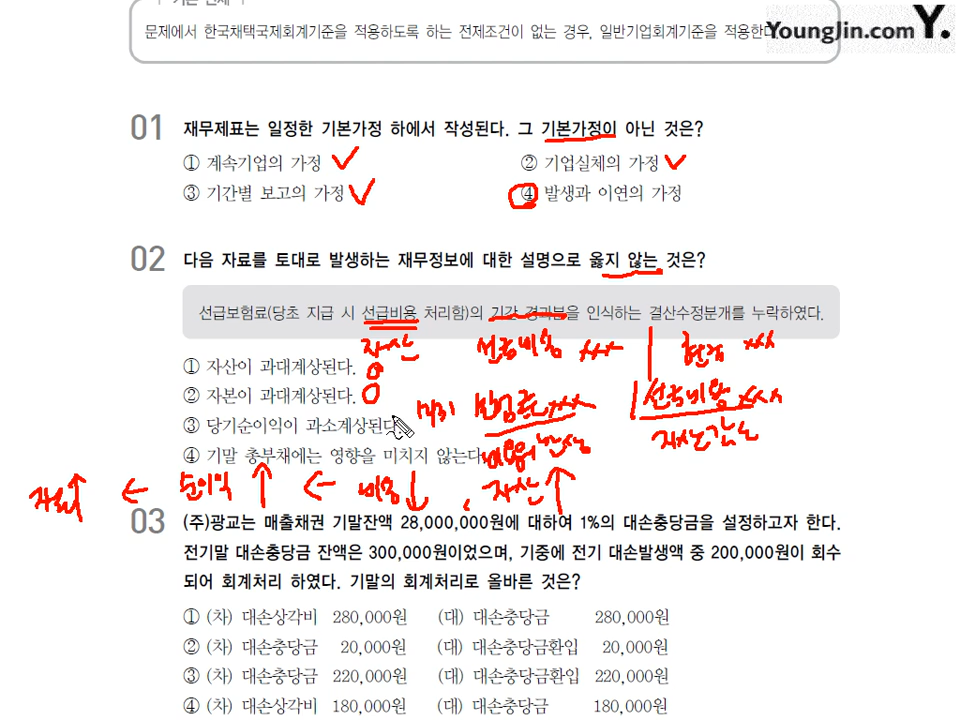 기본 전제
문제에서 한국채택국제회계기준을 적용하도록 하는 전제조건이 없는 경우, 일반기업회계기준을 적용한다
YoungJin.com Y.
01 재무제표는 일정한 기본가정 하에서 작성된다. 그 기본가정이 아닌 것은?
① 계속기업의 가정 ② 기업실체의 가정
③ 기간별 보고의 가정 ④ 발생과 이연의 가정
02 다음 자료를 토대로 발생하는 재무정보에 대한 설명으로 옳지 않는 것은?
선급보험료(당초 지급 시 선급비용 처리함)의 기간 경과분을 인식하는 결산수정분개를 누락하였다.
자산 선급비용 xxx 현금 xxx
① 자산이 과대계상된다.
② 자본이 과대계상된다.
12/31 보험료 xxx 선급비용 xxx
③ 당기순이익이 과소계상된다
자산감소
④ 기말 총부채에는 영향을 미치지 않는다
↑ ← 순이익 ↑ ← 비용 ↓, 자산 ↑
03 (주)광교는 매출채권 기말잔액 28,000,000원에 대하여 1%의 대손충당금을 설정하고자 한다.
전기말 대손충당금 잔액은 300,000원이었으며, 기중에 전기 대손발생액 중 200,000원이 회수
되어 회계처리 하였다. 기말의 회계처리로 올바른 것은?
① (차) 대손상각비 280,000원 (대) 대손충당금 280,000원
② (차) 대손충당금 20,000원 (대) 대손충당금환입 20,000원
③ (차) 대손충당금 220,000원 (대) 대손충당금환입 220,000원
④ (차) 대손상각비 180,000원 (대) 대손충당금 180,000원